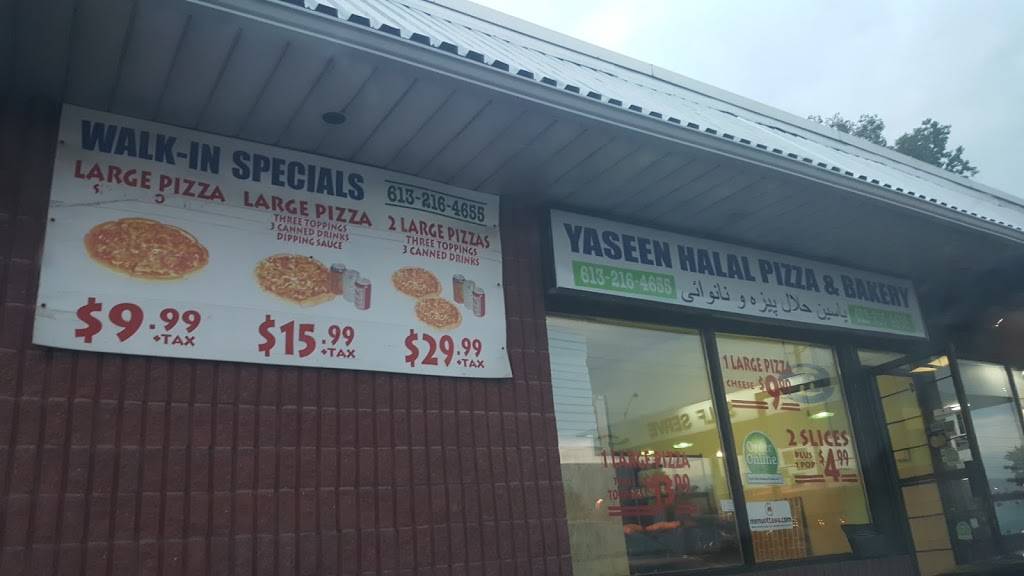 WALK-IN SPECIALS
613-216-4655
LARGE PIZZA
$9.99
+TAX
LARGE PIZZA
THREE TOPPINGS
3 CANNED DRINKS
DIPPING SAUCE
$15.99
+TAX
2 LARGE PIZZAS
THREE TOPPINGS
3 CANNED DRINKS
$29.99
+TAX
YASEEN HALAL PIZZA & BAKERY
613-216-4655
یاسین حلال پیزه و نانوائی
1 LARGE PIZZA
CHEESE $9
2 SLICES
PLUS
1 POP
$4.99
1 LARGE PIZZA
online